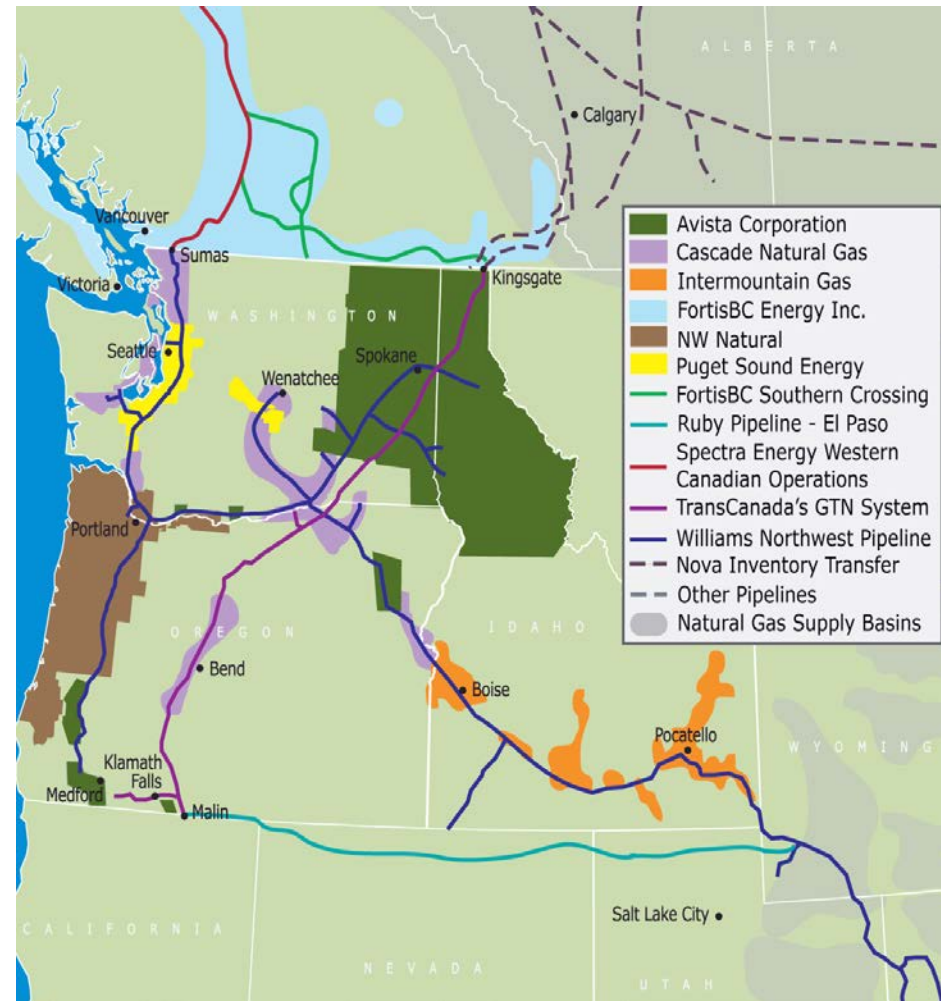 ALBERTA
Calgary
Vancouver
Sumas
Victoria
Kingsgate
WASHINGTON
Seattle
Spokane
Wenatchee
Portland
OREGON
IDAHO
Bend
Boise
Pocatello
WYOMING
Klamath
Falls
Medford
Malin
Salt Lake City
CALIFORNIA
NEVADA
UTAH
Avista Corporation
Cascade Natural Gas
Intermountain Gas
FortisBC Energy Inc.
NW Natural
Puget Sound Energy
FortisBC Southern Crossing
Ruby Pipeline - El Paso
Spectra Energy Western
Canadian Operations
TransCanada's GTN System
Williams Northwest Pipeline
Nova Inventory Transfer
Other Pipelines
Natural Gas Supply Basins